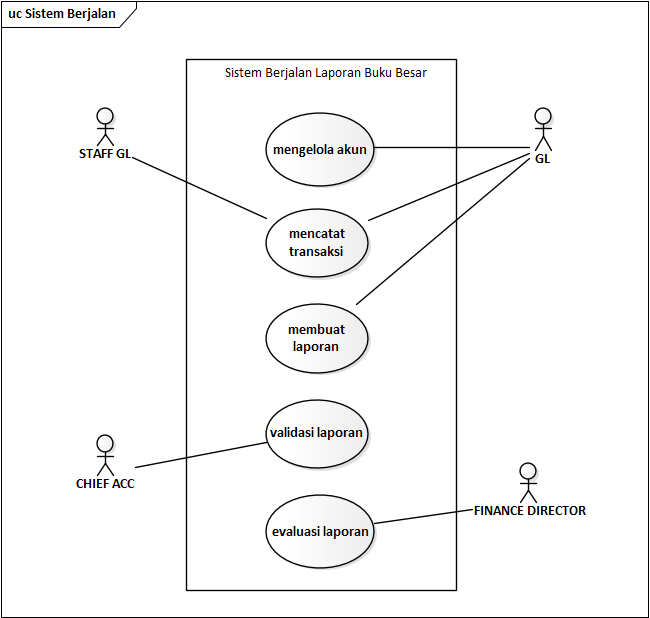 uc Sistem Berjalan
Sistem Berjalan Laporan Buku Besar
STAFF GL
mengelola akun
GL
mencatat
transaksi
membuat
laporan
validasi laporan
CHIEF ACC
FINANCE DIRECTOR
evaluasi laporan